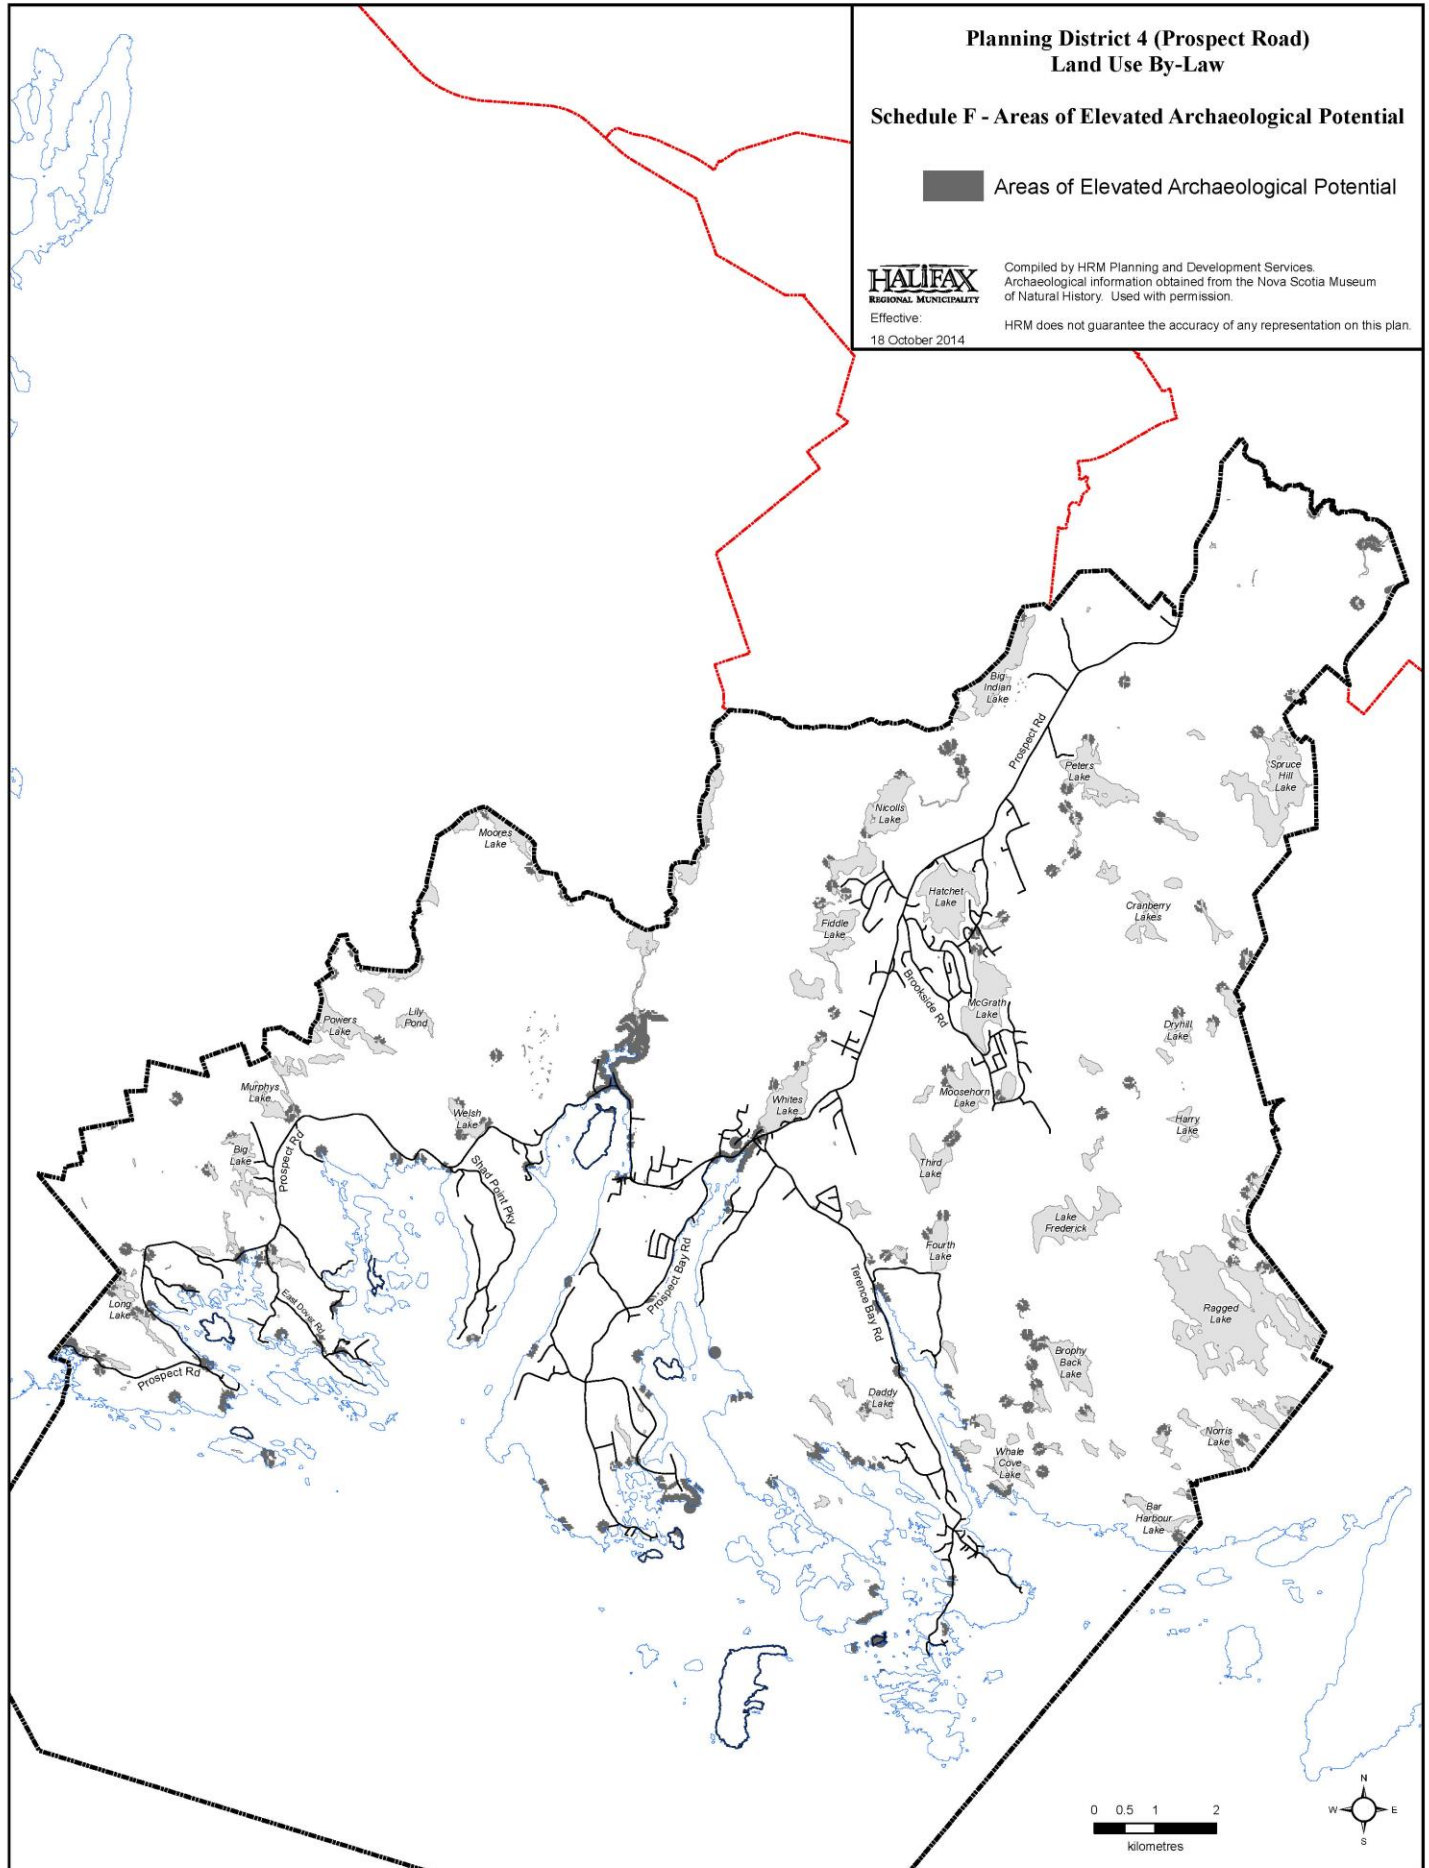 Planning District 4 (Prospect Road)
Land Use By-Law
Schedule F - Areas of Elevated Archaeological Potential
Areas of Elevated Archaeological Potential
HALIFAX
REGIONAL MUNICIPALITY
Effective:
18 October 2014
Compiled by HRM Planning and Development Services.
Archaeological information obtained from the Nova Scotia Museum
of Natural History. Used with permission.
HRM does not guarantee the accuracy of any representation on this plan.
Big
Indian
Lake
Prospect Rd
Peters
Lake
Spruce
Hill
Lake
Nicolls
Lake
Moores
Lake
Hatchet
Lake
Cranberry
Lakes
Fiddle
Lake
Brookside Rd
McGrath
Lake
Powers
Lake
Lily
Pond
Dryhill
Lake
Murphys
Lake
Welsh
Lake
Whites
Lake
Moosehorn
Lake
Harry
Lake
Big
Lake
Prospect Rd
Shad Point Pky
Third
Lake
Lake
Frederick
Fourth
Lake
Prospect Bay Rd
Terence Bay Rd
Long
Lake
East Dover Rd
Ragged
Lake
Prospect Rd
Brophy
Back
Lake
Daddy
Lake
Norris
Lake
Whale
Cove
Lake
Bar
Harbour
Lake
N
W E
S
0 0.5 1 2
kilometres